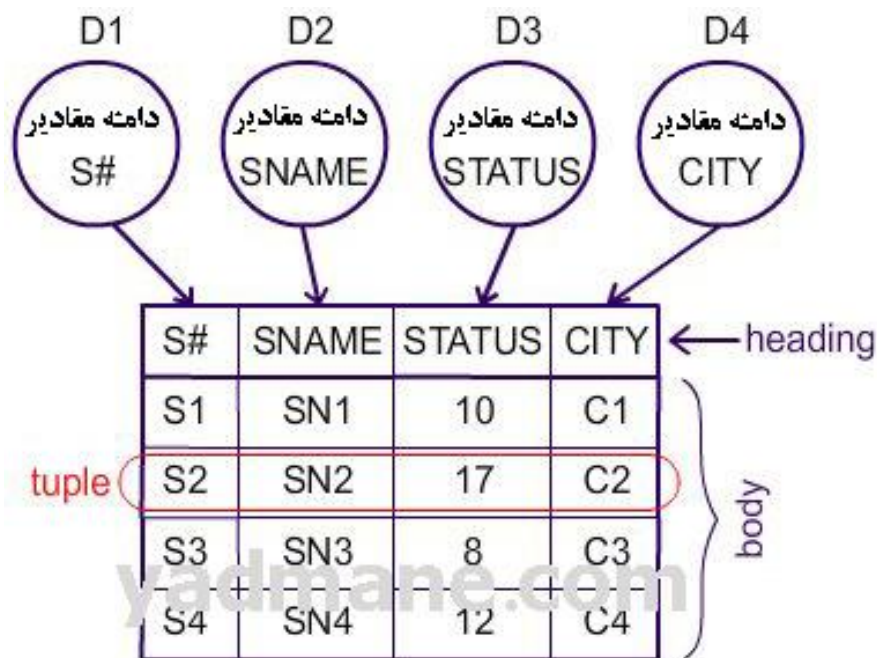 D1 D2 D3 D4
دامنه مقادیر دامنه مقادیر دامنه مقادیر دامنه مقادیر
S# SNAME STATUS CITY
S# SNAME STATUS CITY heading
S1 SN1 10 C1
tuple S2 SN2 17 C2
body
S3 SN3 8 C3
yadmane.com
S4 SN4 12 C4